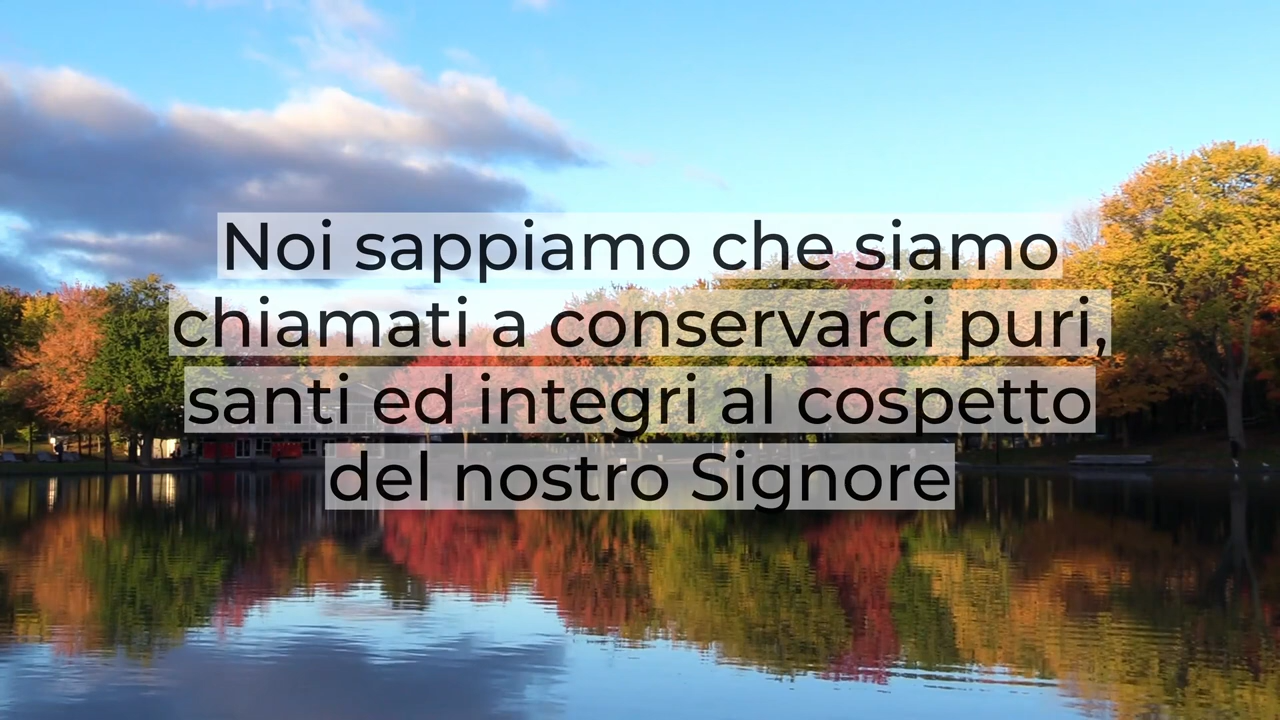 Noi sappiamo che siamo
chiamati a conservarci puri,
santi ed integri al cospetto
del nostro Signore